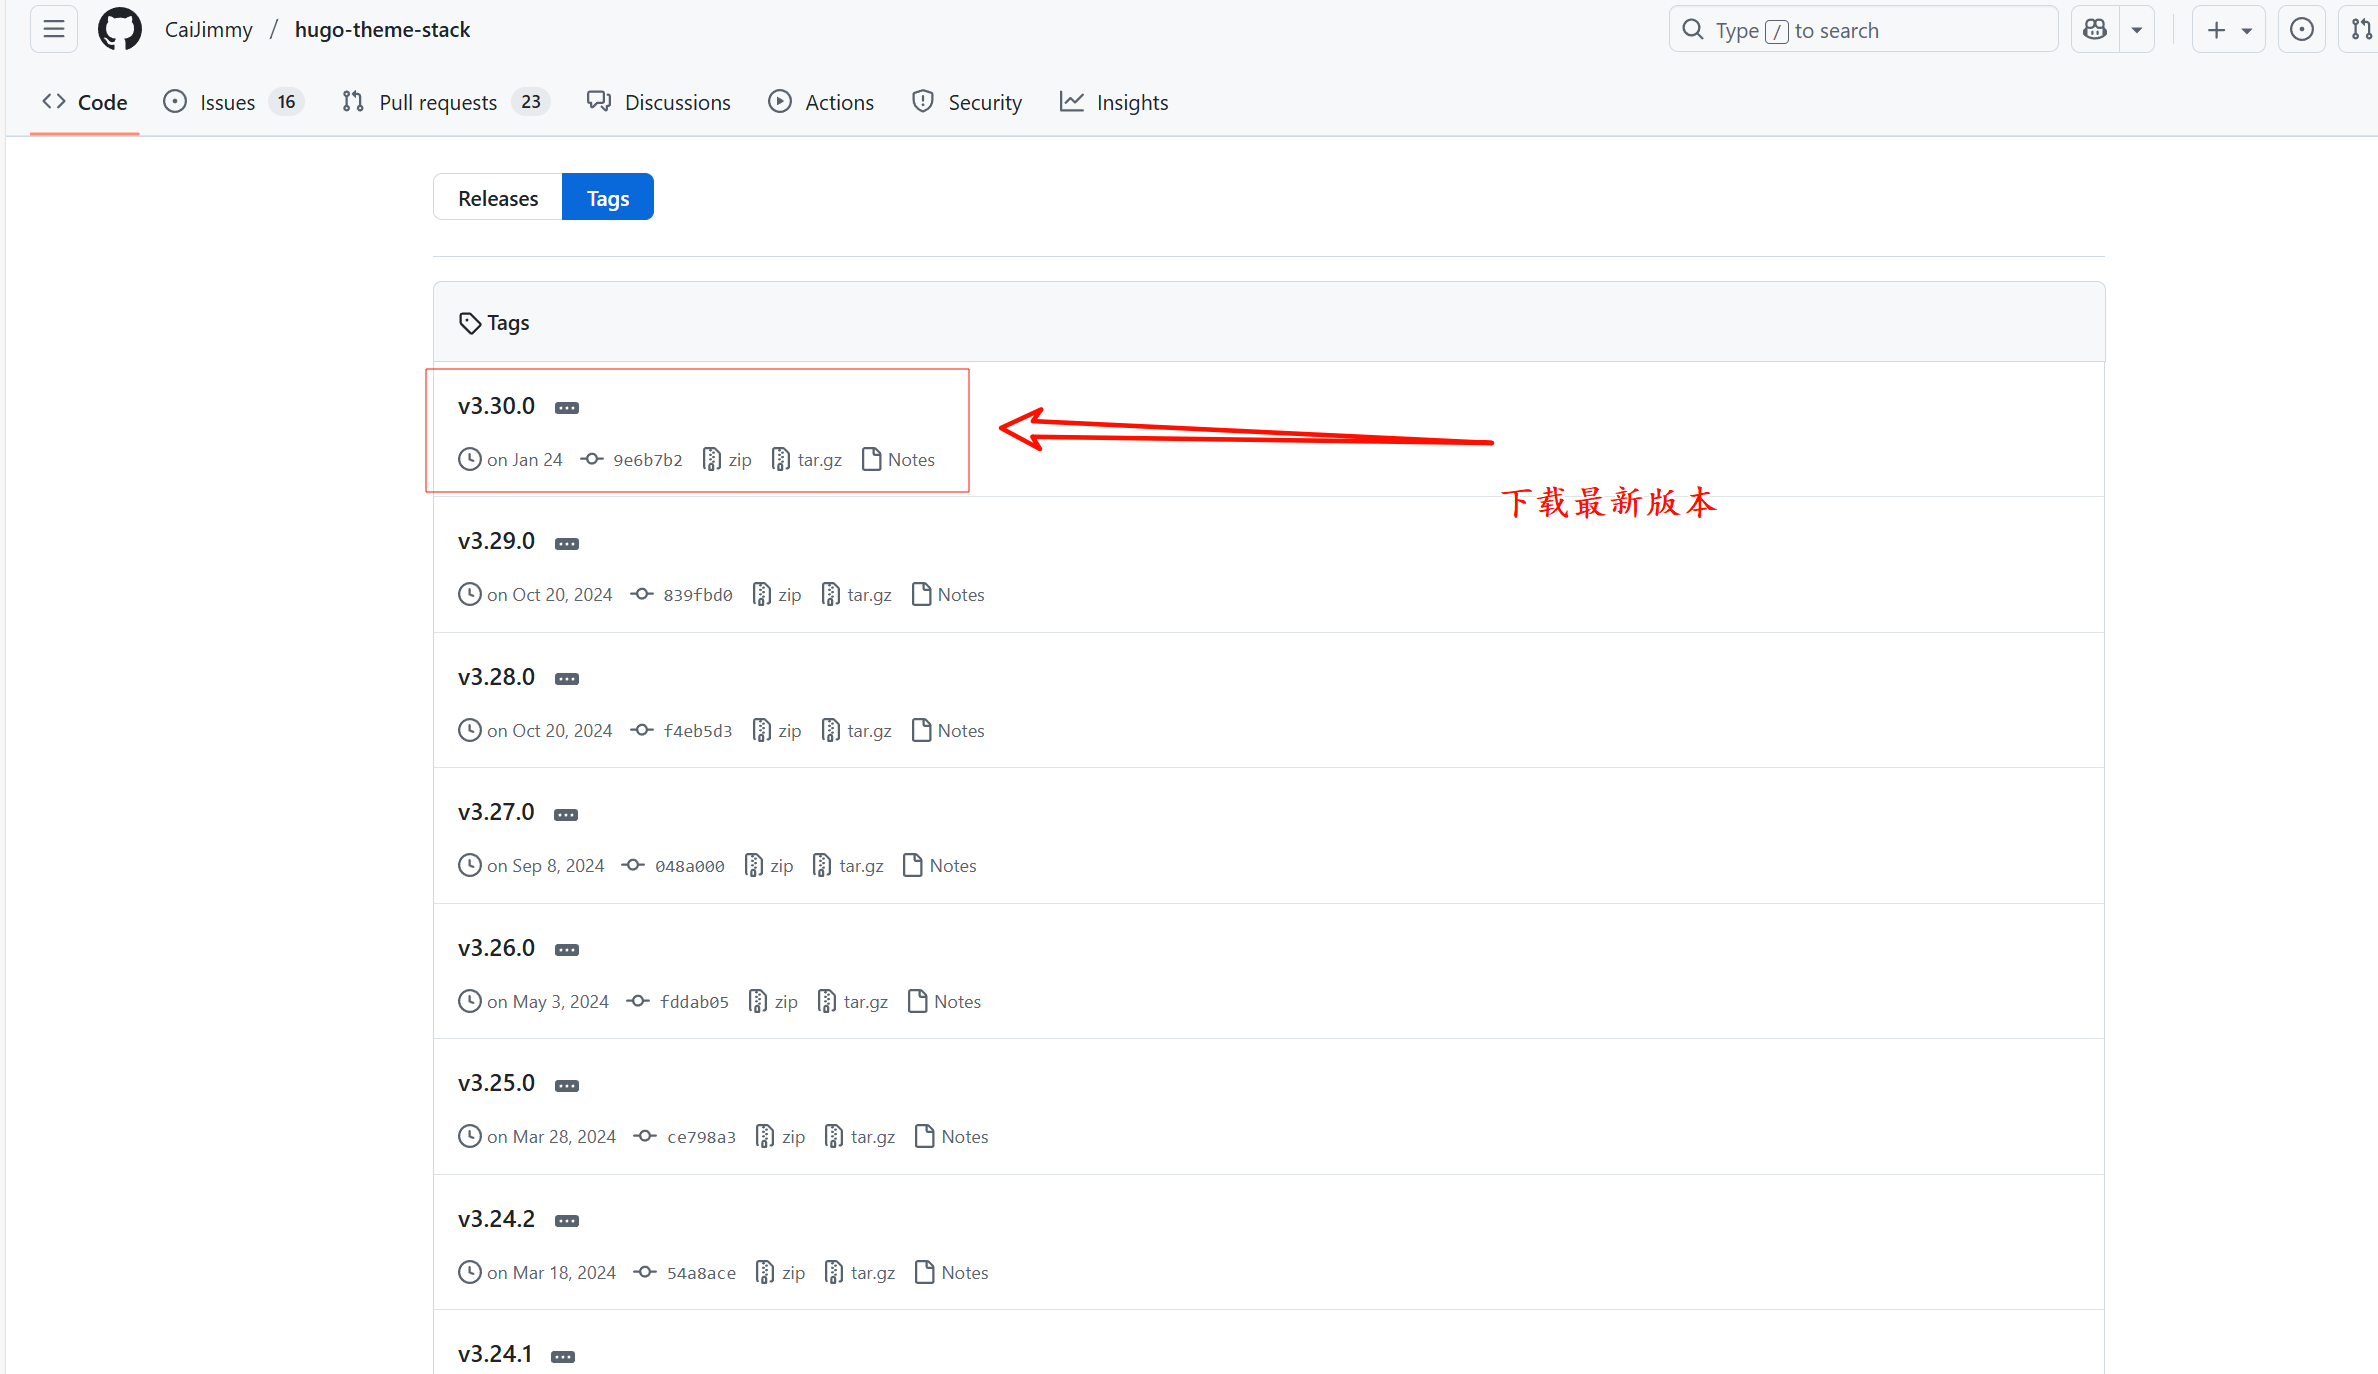 CaiJimmy / hugo-theme-stack
Type / to search
Code
Issues 16
Pull requests 23
Discussions
Actions
Security
Insights
Releases
Tags
Tags
v3.30.0
on Jan 24 9e6b7b2 zip tar.gz Notes
下载最新版本
v3.29.0
on Oct 20, 2024 839fbd0 zip tar.gz Notes
v3.28.0
on Oct 20, 2024 f4eb5d3 zip tar.gz Notes
v3.27.0
on Sep 8, 2024 048a000 zip tar.gz Notes
v3.26.0
on May 3, 2024 fddab05 zip tar.gz Notes
v3.25.0
on Mar 28, 2024 ce798a3 zip tar.gz Notes
v3.24.2
on Mar 18, 2024 54a8ace zip tar.gz Notes
v3.24.1